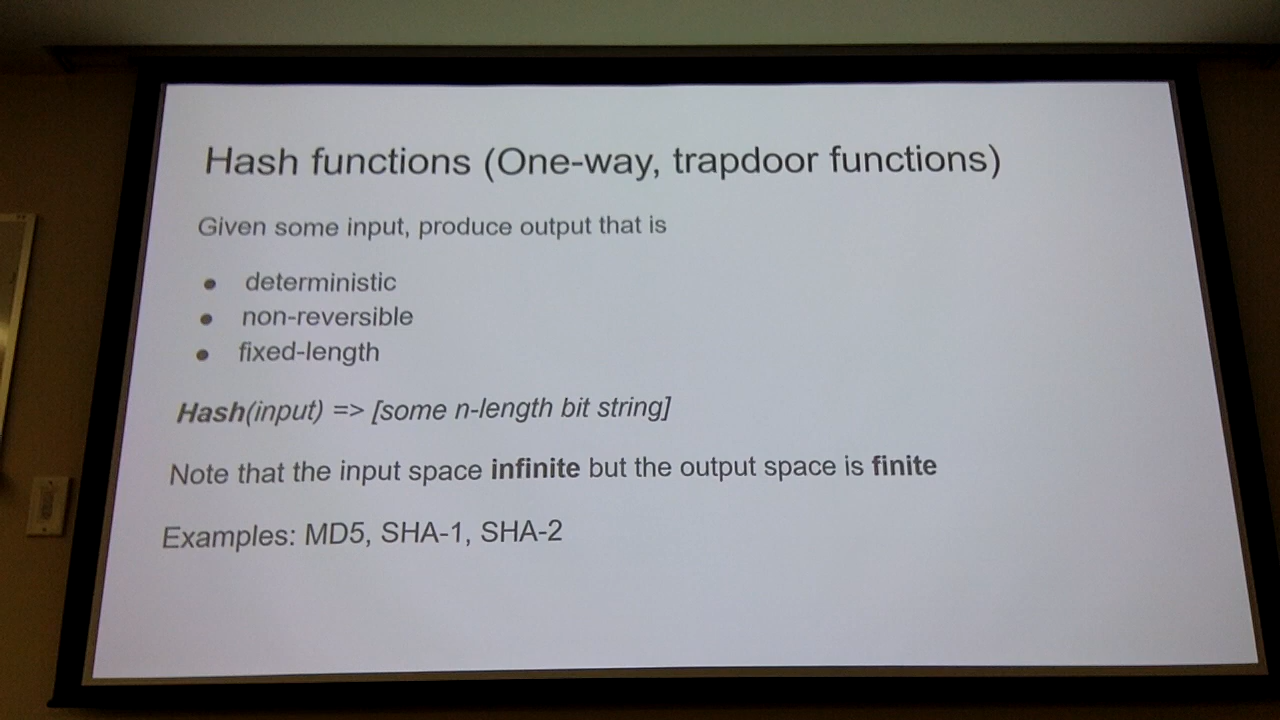 Hash functions (One-way, trapdoor functions)
Given some input, produce output that is
● deterministic
● non-reversible
● fixed-length
Hash(input) => [some n-length bit string]
Note that the input space infinite but the output space is finite
Examples: MD5, SHA-1, SHA-2